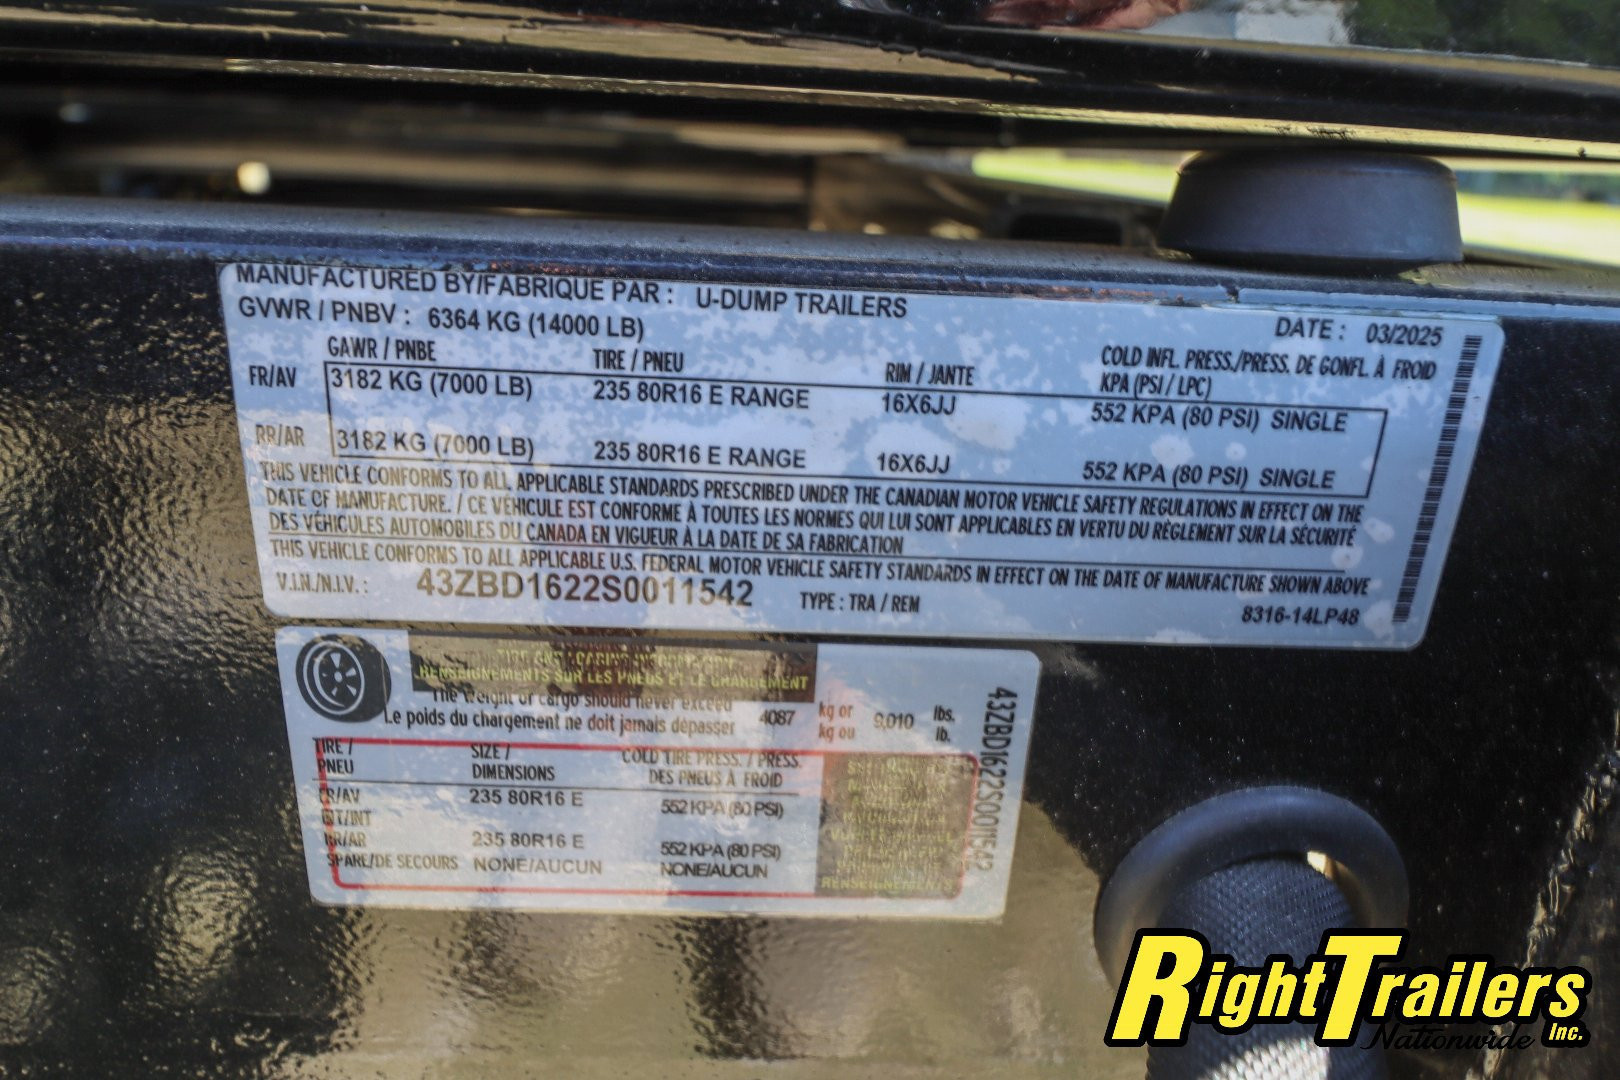 MANUFACTURED BY/FABRIQUE PAR : U-DUMP TRAILERS
GVWR / PNBV : 6364 KG (14000 LB)
DATE : 03/2025
GAWR / PNBE TIRE / PNEU RIM / JANTE COLD INFL. PRESS./PRESS. DE GONFL. À FROID
KPA (PSI / LPC)
FR/AV 3182 KG (7000 LB) 235 80R16 E RANGE 16X6JJ 552 KPA (80 PSI) SINGLE
RR/AR 3182 KG (7000 LB) 235 80R16 E RANGE 16X6JJ 552 KPA (80 PSI) SINGLE
THIS VEHICLE CONFORMS TO ALL APPLICABLE STANDARDS PRESCRIBED UNDER THE CANADIAN MOTOR VEHICLE SAFETY REGULATIONS IN EFFECT ON THE
DATE OF MANUFACTURE. / CE VÉHICULE EST CONFORME À TOUTES LES NORMES QUI LUI SONT APPLICABLES EN VERTU DU RÈGLEMENT SUR LA SÉCURITÉ
DES VÉHICULES AUTOMOBILES DU CANADA EN VIGUEUR À LA DATE DE SA FABRICATION
THIS VEHICLE CONFORMS TO ALL APPLICABLE U.S. FEDERAL MOTOR VEHICLE SAFETY STANDARDS IN EFFECT ON THE DATE OF MANUFACTURE SHOWN ABOVE
V.I.N./N.I.V. : 43ZBD1622S0011542 TYPE : TRA / REM 8316-14LP48
TIRE AND LOADING INFORMATION
RENSEIGNEMENTS SUR LES PNEUS ET LE CHARGEMENT
The weight of cargo should never exceed
Le poids du chargement ne doit jamais dépasser 4087 kg or 9,010 lbs.
kg ou lb.
TIRE / SIZE / COLD TIRE PRESS. / PRESS.
PNEU DIMENSIONS DES PNEUS À FROID
FR/AV 235 80R16 E 552 KPA (80 PSI)
INT/INT
RR/AR 235 80R16 E 552 KPA (80 PSI)
SPARE/DE SECOURS NONE/AUCUN NONE/AUCUN
RENSEIGNEMENTS
43ZBD1622S0011542
RightTrailers
Nationwide Inc.